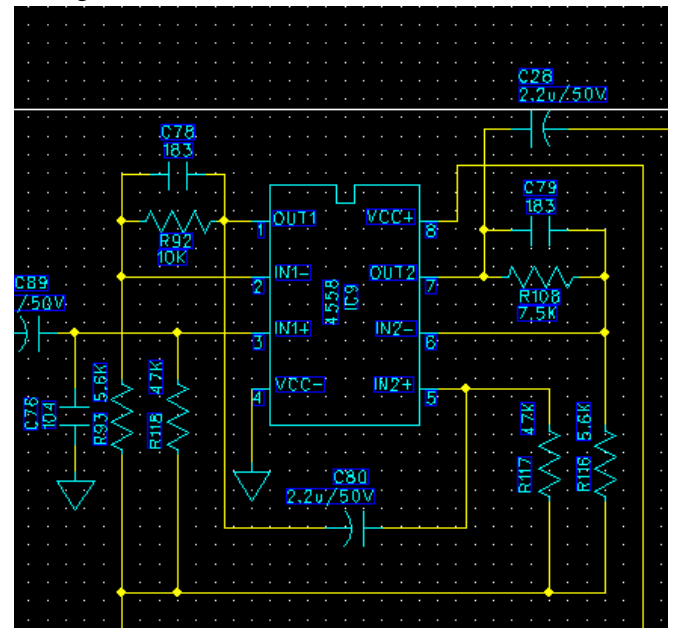 C28
2.2u/50V
C78
183
C79
183
OUT1
VCC+
1
8
R92
10K
IN1-
OUT2
2
7
C89
/50V
4558
IC9
R108
7.5K
IN1+
IN2-
3
6
VCC-
IN2+
4
5
C76
104
R93 5.6K
R118 47K
R117 47K
R116 5.6K
C80
2.2u/50V